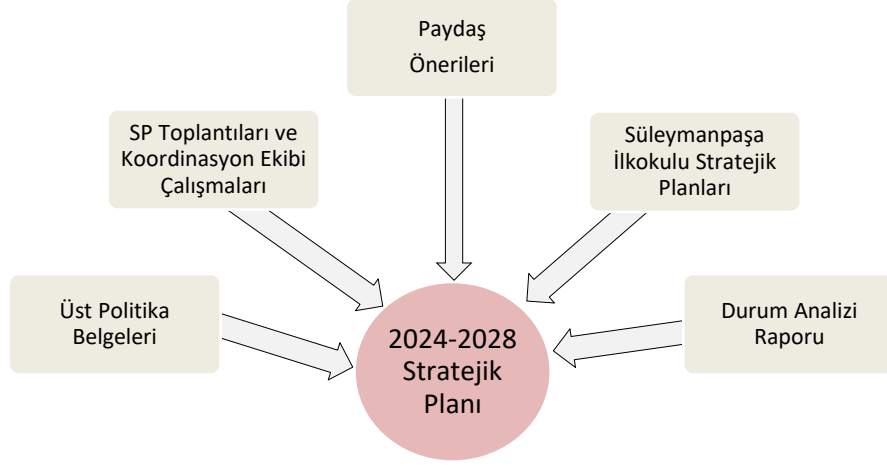 Paydaş
Önerileri
SP Toplantıları ve
Koordinasyon Ekibi
Çalışmaları
Süleymanpaşa
İlkokulu Stratejik
Planları
Üst Politika
Belgeleri
Durum Analizi
Raporu
2024-2028
Stratejik
Planı